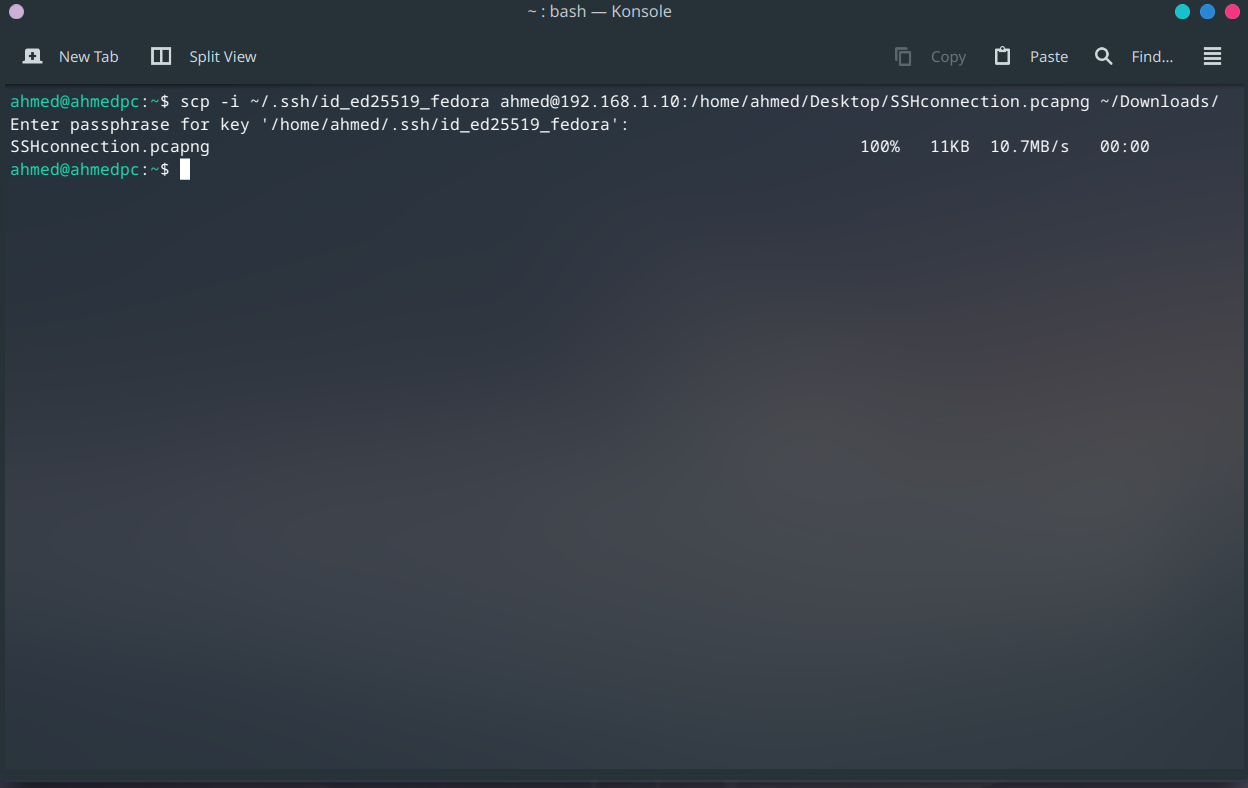 ~ : bash — Konsole
New Tab Split View Copy Paste Find...
ahmed@ahmedpc:~$ scp -i ~/.ssh/id_ed25519_fedora ahmed@192.168.1.10:/home/ahmed/Desktop/SSHconnection.pcapng ~/Downloads/
Enter passphrase for key '/home/ahmed/.ssh/id_ed25519_fedora':
SSHconnection.pcapng 100% 11KB 10.7MB/s 00:00
ahmed@ahmedpc:~$